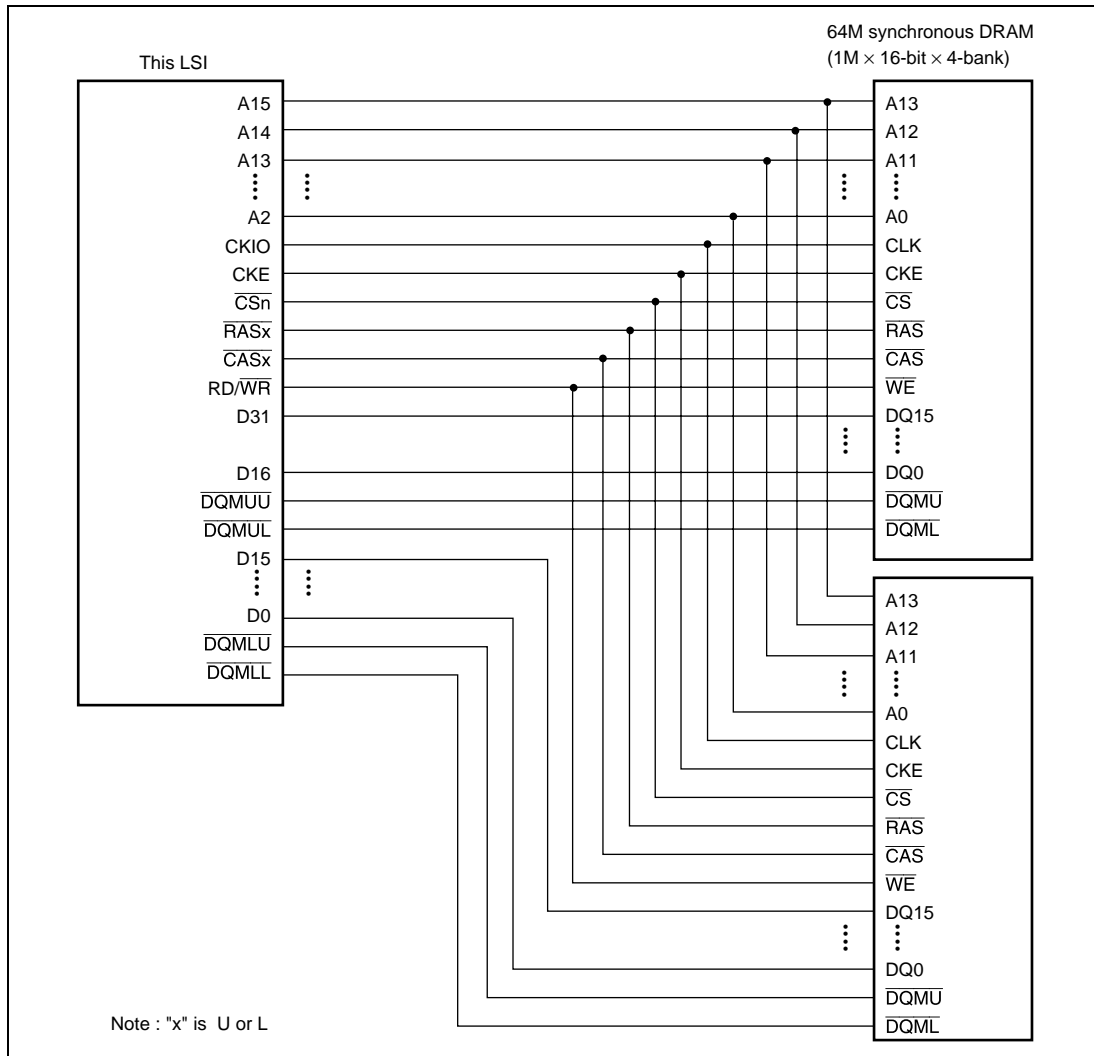 64M synchronous DRAM
(1M × 16-bit × 4-bank)
This LSI
A15
A14
A13
A2
CKIO
CKE
CSn
RASx
CASx
RD/WR
D31
D16
DQMUU
DQMUL
D15
D0
DQMLU
DQMLL
A13
A12
A11
A0
CLK
CKE
CS
RAS
CAS
WE
DQ15
DQ0
DQMU
DQML
A13
A12
A11
A0
CLK
CKE
CS
RAS
CAS
WE
DQ15
DQ0
DQMU
DQML
Note : "x" is U or L